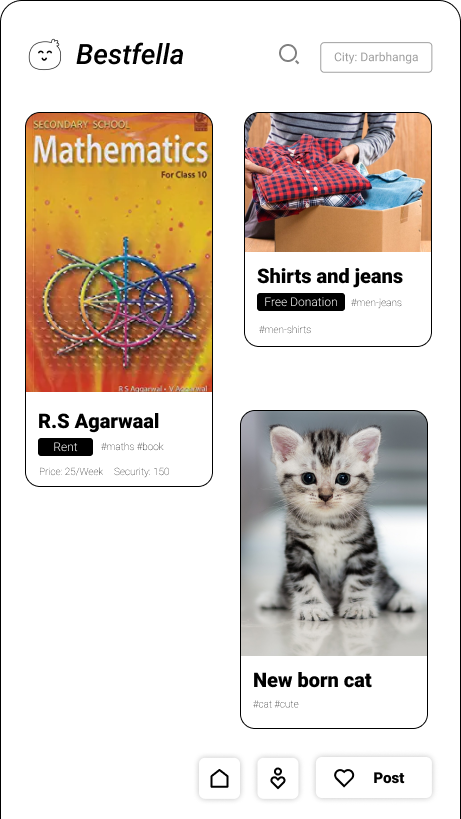 Bestfella
City: Darbhanga
SECONDARY SCHOOL
Mathematics
For Class 10
R.S Aggarwal • V Aggarwal
R.S Agarwaal
Rent
#maths #book
Price: 25/Week
Security: 150
Shirts and jeans
Free Donation
#men-jeans
#men-shirts
New born cat
#cat #cute
Post